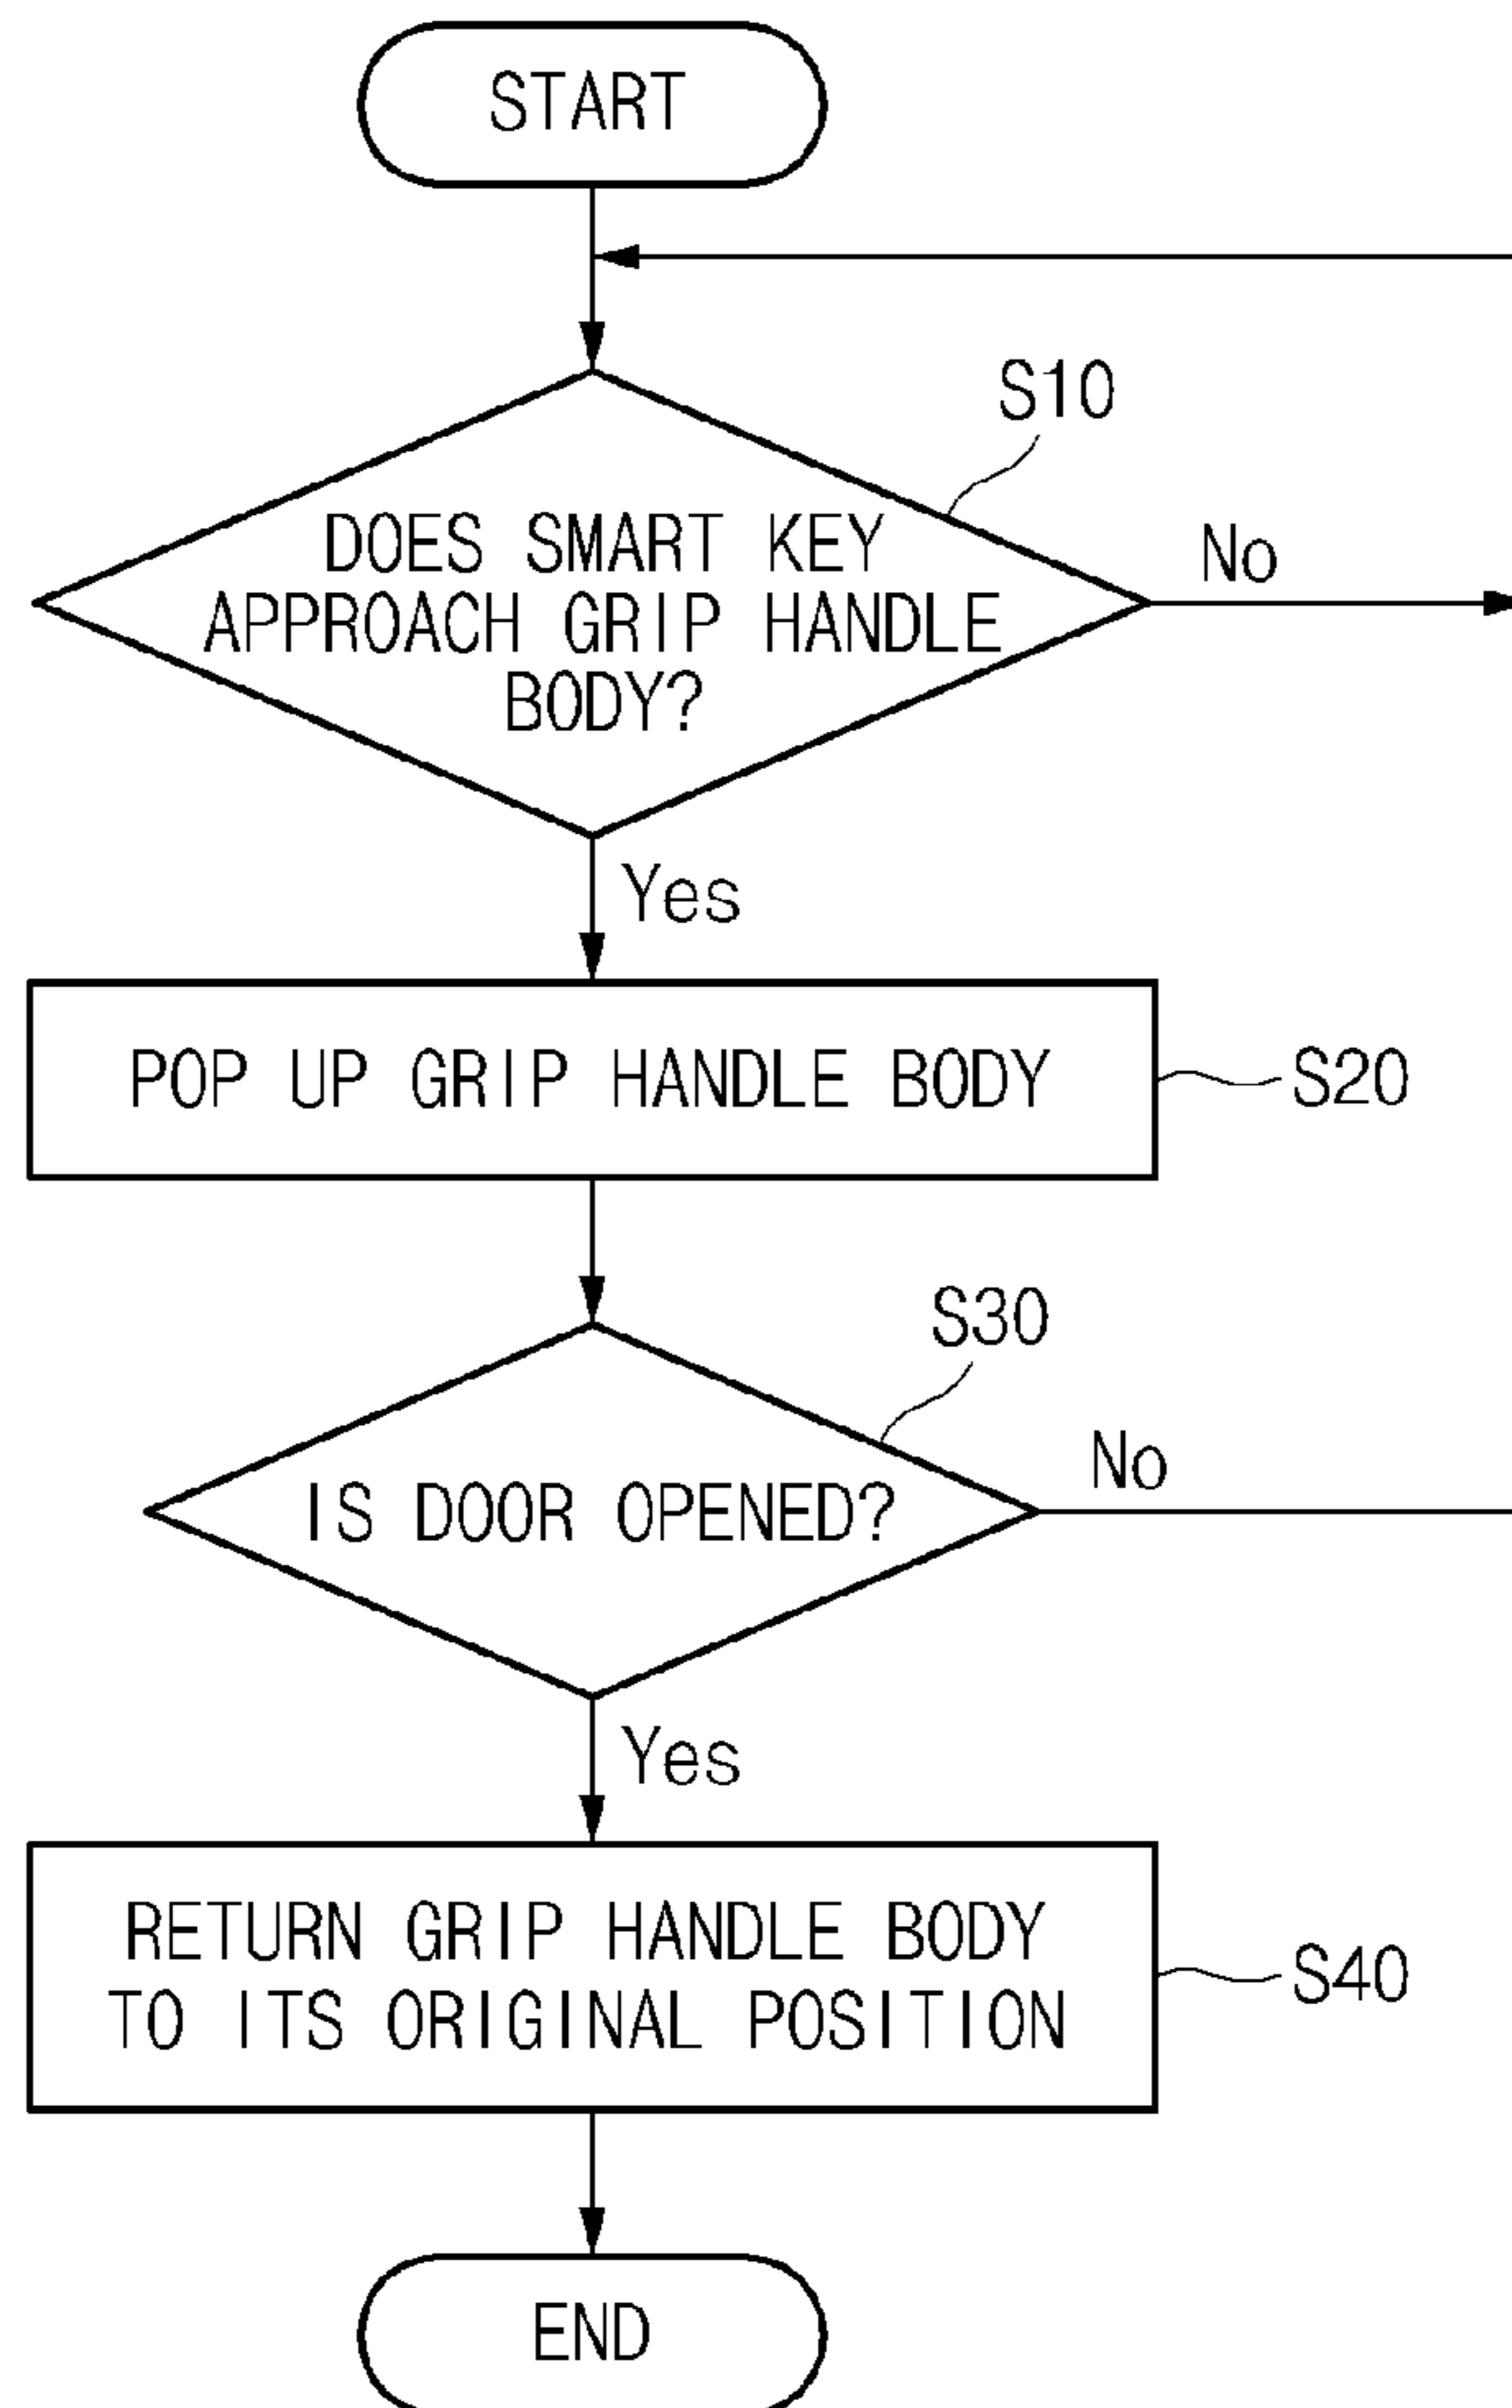 START
S10
DOES SMART KEY
APPROACH GRIP HANDLE
BODY?
No
Yes
POP UP GRIP HANDLE BODY
S20
S30
IS DOOR OPENED?
No
Yes
RETURN GRIP HANDLE BODY
TO ITS ORIGINAL POSITION
S40
END